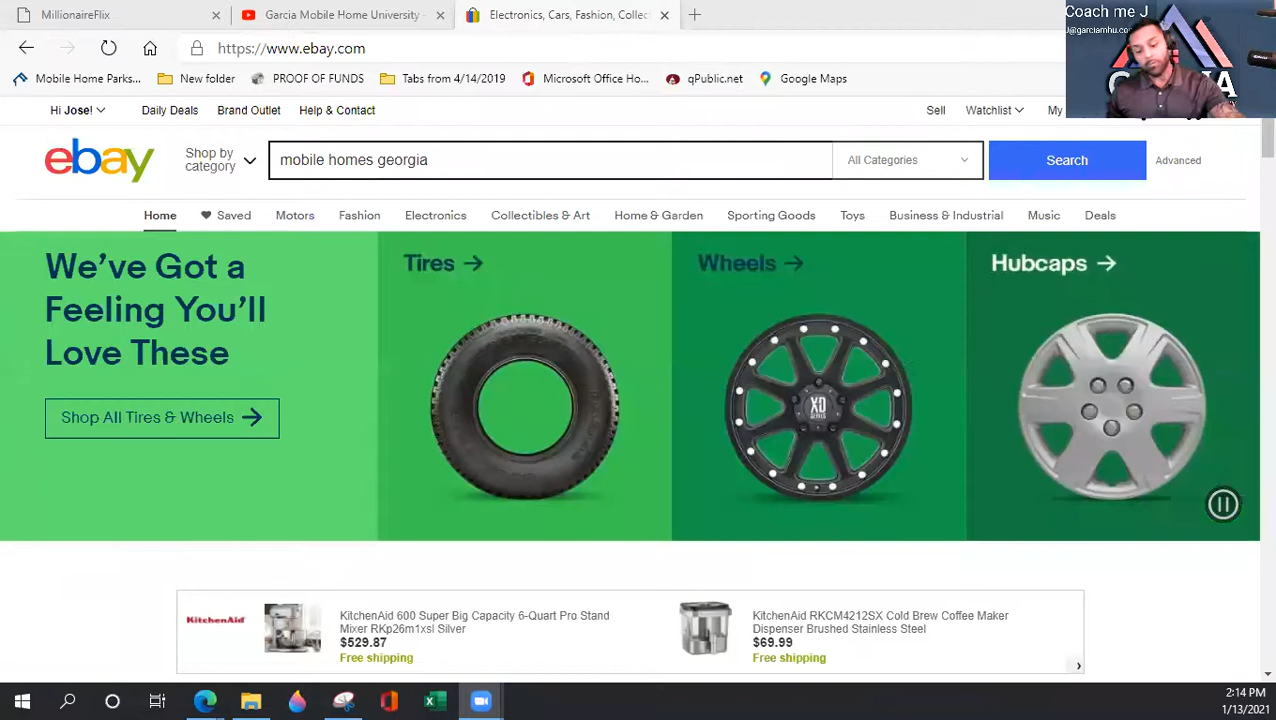 MillionaireFlix
Garcia Mobile Home University -
Electronics, Cars, Fashion, Collec
Coach me J
J@garciamhu.co
https://www.ebay.com
Mobile Home Parks...
New folder
PROOF OF FUNDS
Tabs from 4/14/2019
Microsoft Office Ho...
qPublic.net
Google Maps
Hi Jose!
Daily Deals
Brand Outlet
Help & Contact
Sell
Watchlist
My
ebay
Shop by
category
mobile homes georgia
All Categories
Search
Advanced
Home
Saved
Motors
Fashion
Electronics
Collectibles & Art
Home & Garden
Sporting Goods
Toys
Business & Industrial
Music
Deals
We've Got a
Feeling You'll
Love These
Shop All Tires & Wheels
Tires
Wheels
Hubcaps
XD
KitchenAid
KitchenAid 600 Super Big Capacity 6-Quart Pro Stand
Mixer RKp26m1xsl Silver
$529.87
Free shipping
KitchenAid RKCM4212SX Cold Brew Coffee Maker
Dispenser Brushed Stainless Steel
$69.99
Free shipping
2:14 PM
1/13/2021